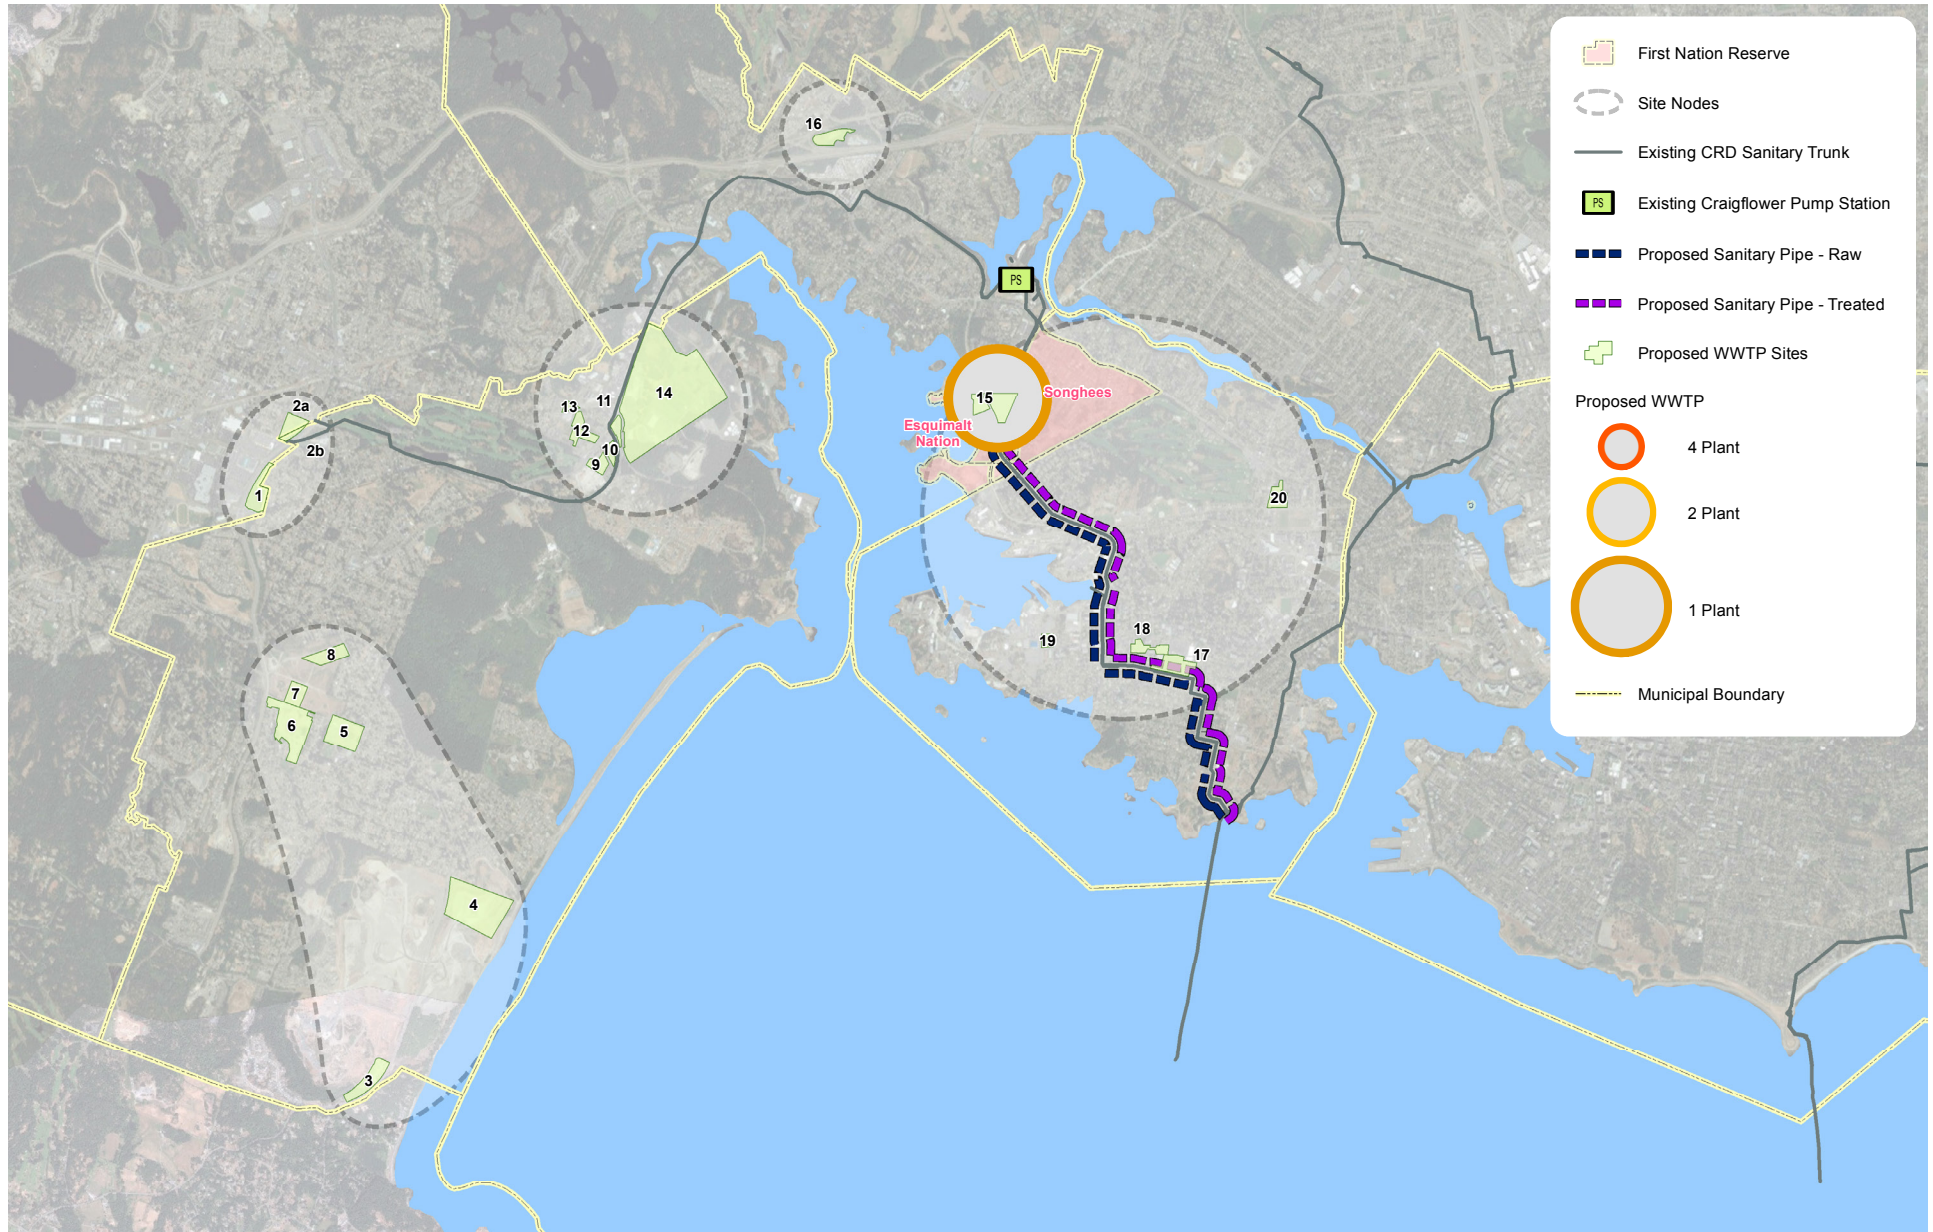 First Nation Reserve
Site Nodes
Existing CRD Sanitary Trunk
PS
Existing Craigflower Pump Station
Proposed Sanitary Pipe - Raw
Proposed Sanitary Pipe - Treated
Proposed WWTP Sites
Proposed WWTP
4 Plant
2 Plant
1 Plant
Municipal Boundary
16
PS
14
11
13
12
10
9
2a
2b
1
15
Songhees
Esquimalt
Nation
20
19
18
17
8
7
6
5
4
3